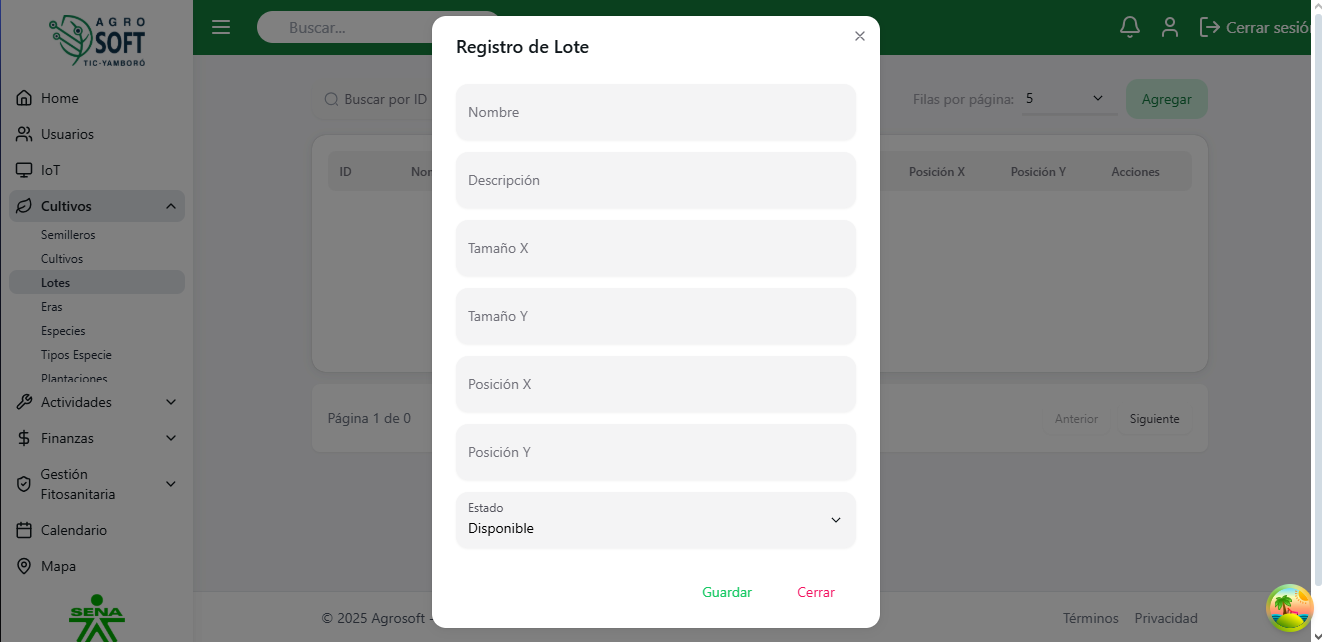 AGRO
SOFT
TIC-YAMBORÓ
Buscar...
Cerrar sesión
Home
Usuarios
IoT
Cultivos
Semilleros
Cultivos
Lotes
Eras
Especies
Tipos Especie
Plantaciones
Actividades
Finanzas
Gestión
Fitosanitaria
Calendario
Mapa
SENA
Buscar por ID
Filas por página: 5
Agregar
ID
Posición X
Posición Y
Acciones
Página 1 de 0
Anterior
Siguiente
Registro de Lote
Nombre
Descripción
Tamaño X
Tamaño Y
Posición X
Posición Y
Estado
Disponible
Guardar
Cerrar
© 2025 Agrosoft -
Términos
Privacidad